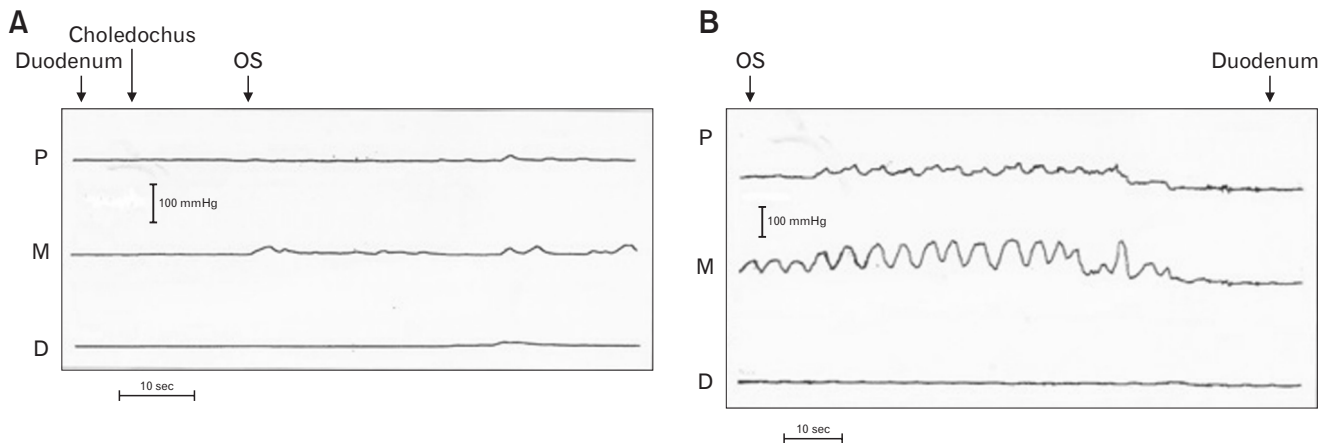 A
Choledochus
Duodenum
OS
P
100 mmHg
M
D
10 sec
B
OS
Duodenum
P
100 mmHg
M
D
10 sec